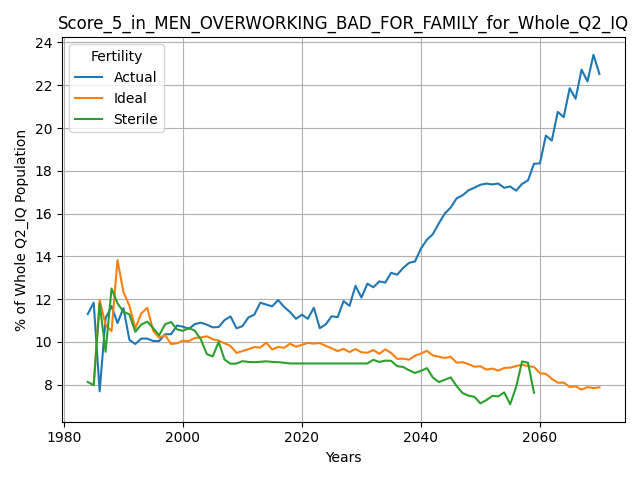 Score_5_in_MEN_OVERWORKING_BAD_FOR_FAMILY_for_Whole_Q2_IQ
Fertility
Actual
Ideal
Sterile
% of Whole Q2_IQ Population
24
22
20
18
16
14
12
10
8
1980
2000
2020
2040
2060
Years